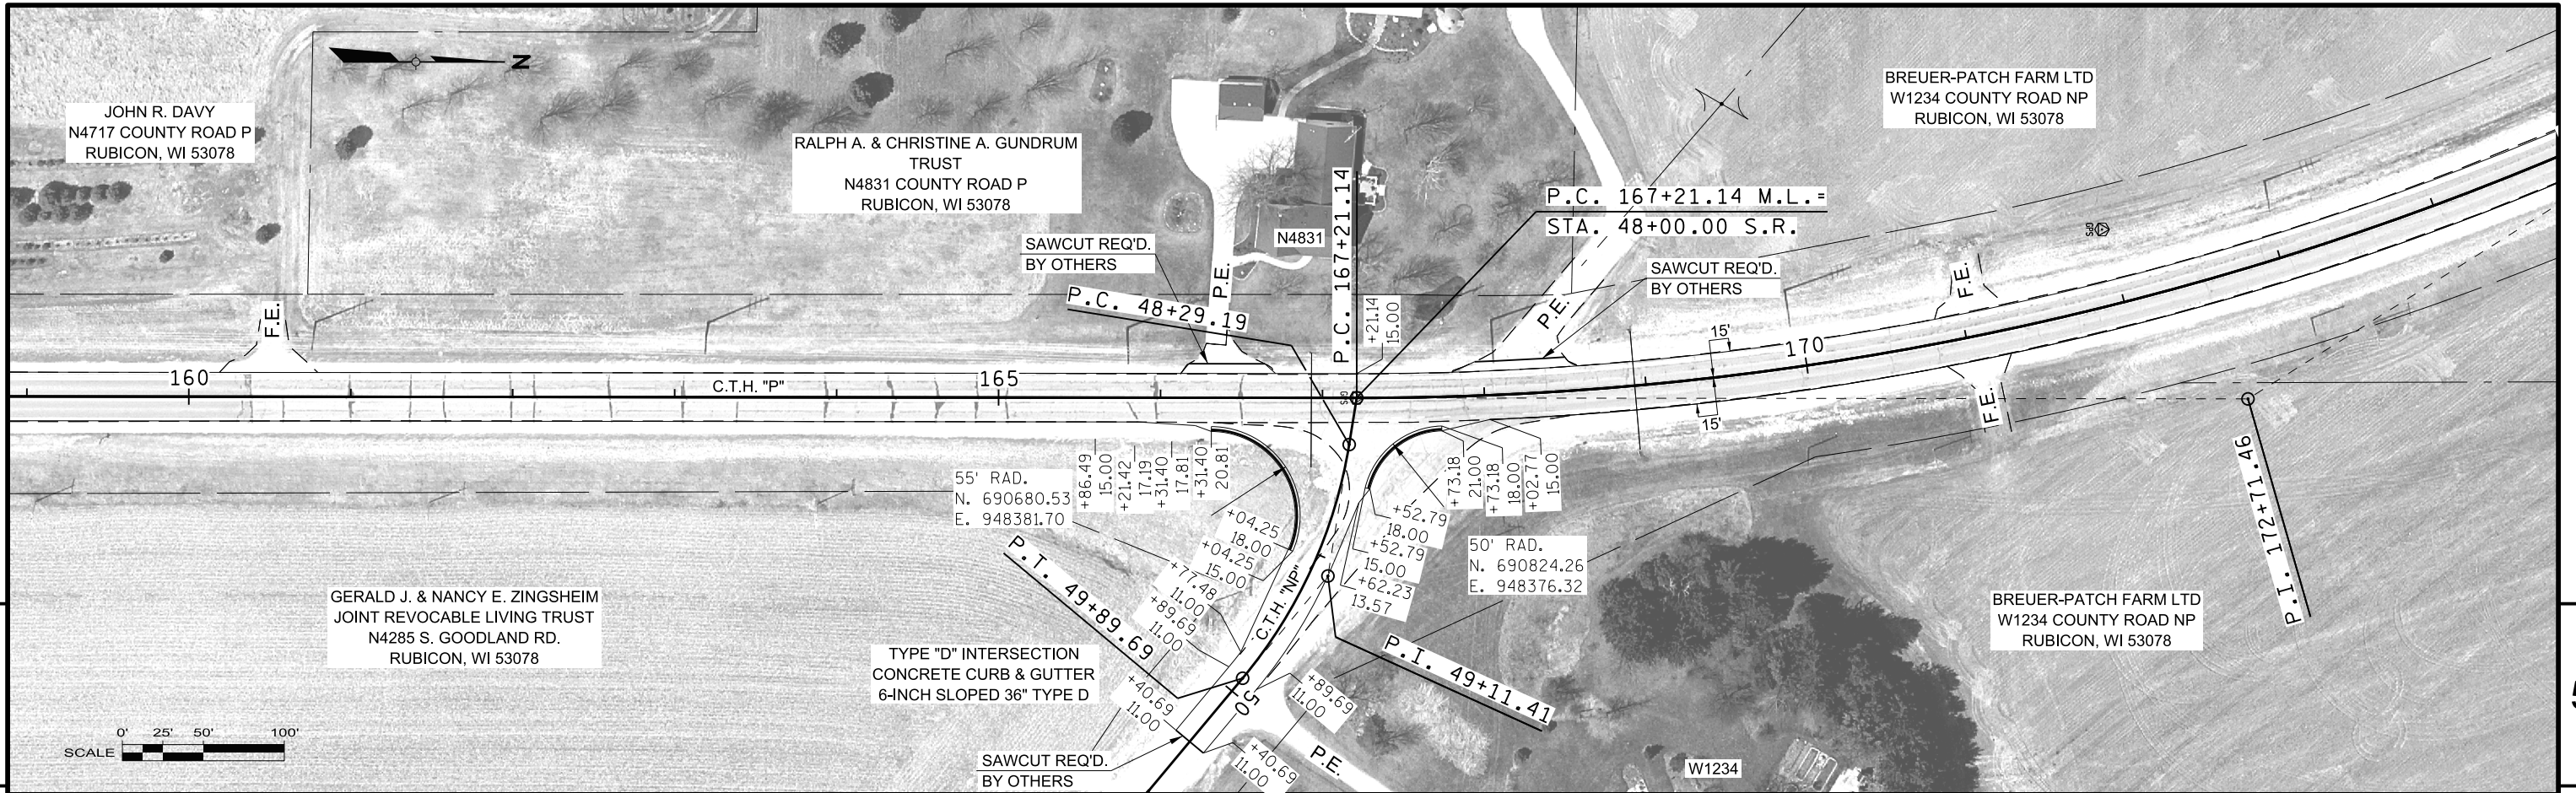 N
JOHN R. DAVY
N4717 COUNTY ROAD P
RUBICON, WI 53078
RALPH A. & CHRISTINE A. GUNDRUM
TRUST
N4831 COUNTY ROAD P
RUBICON, WI 53078
BREUER-PATCH FARM LTD
W1234 COUNTY ROAD NP
RUBICON, WI 53078
P.C. 167+21.14 M.L.=
STA. 48+00.00 S.R.
SAWCUT REQ'D.
BY OTHERS
N4831
P.C. 167+21.14
SAWCUT REQ'D.
BY OTHERS
P.C. 48+29.19
P.E.
P.E.
F.E.
F.E.
F.E.
GPS
GPS
+21.14
15.00
15'
15'
160
165
170
C.T.H. "P"
55' RAD.
N. 690680.53
E. 948381.70
+86.49
15.00
+21.42
17.19
+31.40
17.81
+31.40
20.81
+73.18
21.00
+73.18
18.00
+02.77
15.00
+04.25
18.00
+04.25
15.00
+52.79
18.00
+52.79
15.00
+62.23
13.57
50' RAD.
N. 690824.26
E. 948376.32
P.I. 172+71.46
P.T. 49+89.69
+77.48
11.00
+89.69
11.00
C.T.H. "NP"
P.I. 49+11.41
GERALD J. & NANCY E. ZINGSHEIM
JOINT REVOCABLE LIVING TRUST
N4285 S. GOODLAND RD.
RUBICON, WI 53078
TYPE "D" INTERSECTION
CONCRETE CURB & GUTTER
6-INCH SLOPED 36" TYPE D
BREUER-PATCH FARM LTD
W1234 COUNTY ROAD NP
RUBICON, WI 53078
+40.69
11.00
50
+89.69
11.00
+40.69
11.00
P.E.
SAWCUT REQ'D.
BY OTHERS
W1234
SCALE 0' 25' 50' 100'